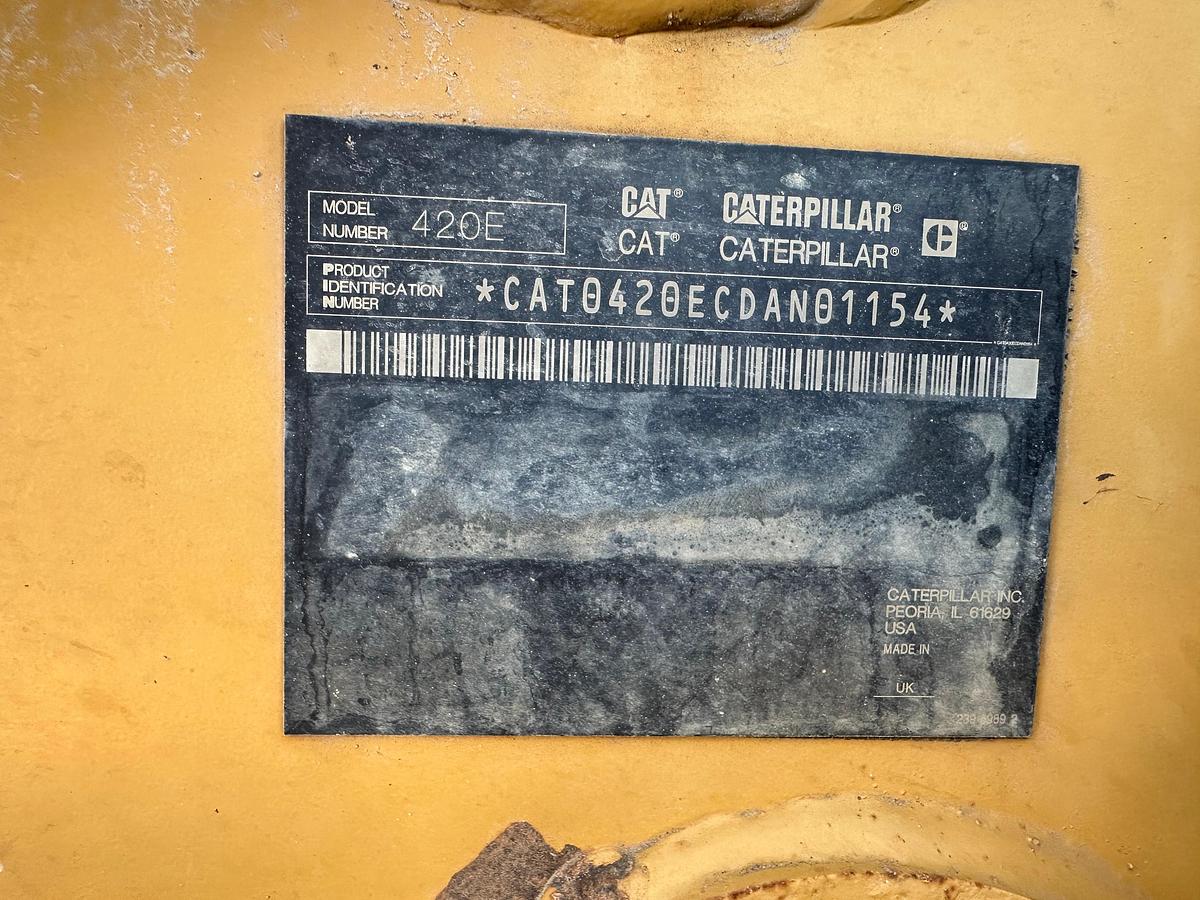 MODEL
NUMBER 420E
CAT® CATERPILLAR®
CAT® CATERPILLAR®
PRODUCT
IDENTIFICATION
NUMBER
*CAT0420ECDAN01154*
CATERPILLAR INC.
PEORIA, IL 61629
USA
MADE IN
UK